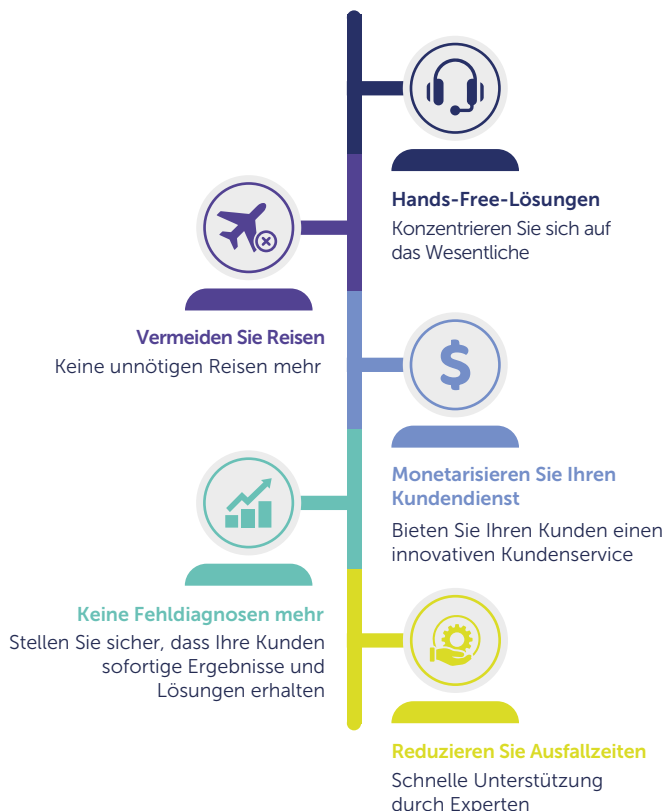 Hands-Free-Lösungen
Konzentrieren Sie sich auf
das Wesentliche
Vermeiden Sie Reisen
Keine unnötigen Reisen mehr
$
Monetarisieren Sie Ihren
Kundendienst
Bieten Sie Ihren Kunden einen
innovativen Kundenservice
Keine Fehldiagnosen mehr
Stellen Sie sicher, dass Ihre Kunden
sofortige Ergebnisse und
Lösungen erhalten
Reduzieren Sie Ausfallzeiten
Schnelle Unterstützung
durch Experten